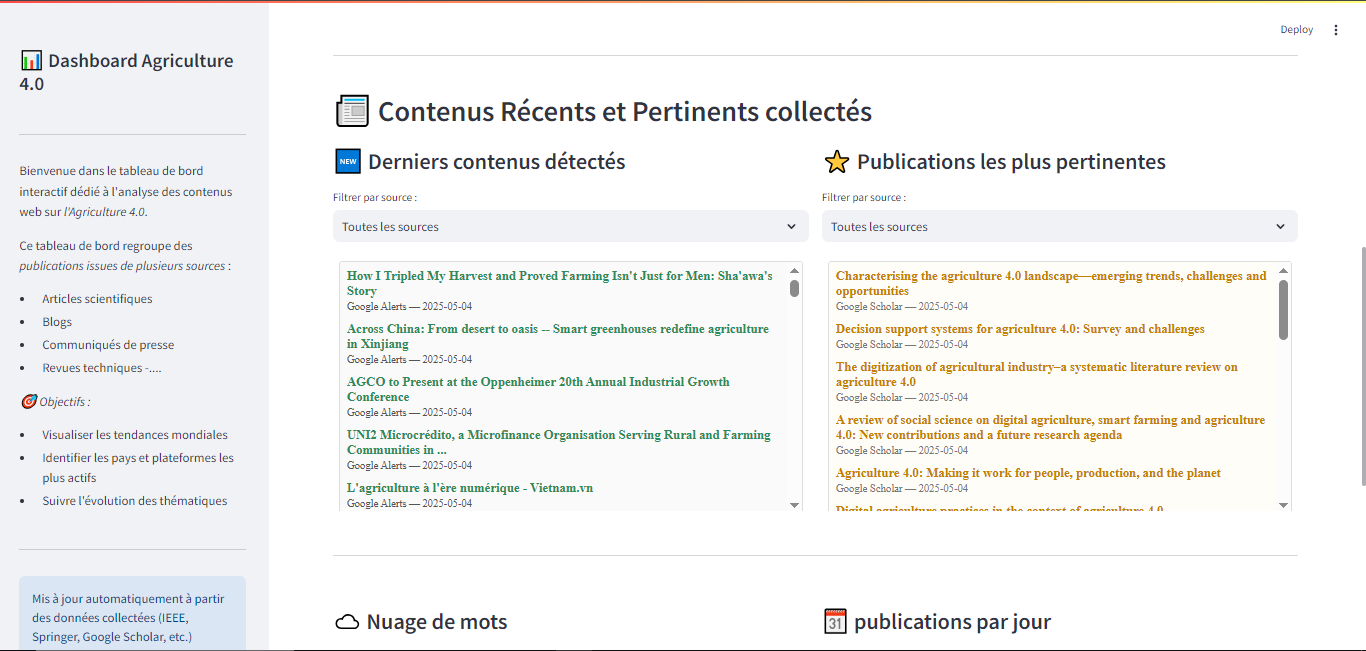 Deploy
Dashboard Agriculture
4.0
Bienvenue dans le tableau de bord
interactif dédié à l'analyse des contenus
web sur l'Agriculture 4.0.
Ce tableau de bord regroupe des
publications issues de plusieurs sources :
• Articles scientifiques
• Blogs
• Communiqués de presse
• Revues techniques -....
Objectifs :
• Visualiser les tendances mondiales
• Identifier les pays et plateformes les
plus actifs
• Suivre l'évolution des thématiques
Mis à jour automatiquement à partir
des données collectées (IEEE,
Springer, Google Scholar, etc.)
Contenus Récents et Pertinents collectés
NEW Derniers contenus détectés
Filtrer par source :
Toutes les sources
How I Tripled My Harvest and Proved Farming Isn't Just for Men: Sha'awa's
Story
Google Alerts — 2025-05-04
Across China: From desert to oasis -- Smart greenhouses redefine agriculture
in Xinjiang
Google Alerts — 2025-05-04
AGCO to Present at the Oppenheimer 20th Annual Industrial Growth
Conference
Google Alerts — 2025-05-04
UNI2 Microcrédito, a Microfinance Organisation Serving Rural and Farming
Communities in ...
Google Alerts — 2025-05-04
L'agriculture à l'ère numérique - Vietnam.vn
Google Alerts — 2025-05-04
Publications les plus pertinentes
Filtrer par source :
Toutes les sources
Characterising the agriculture 4.0 landscape—emerging trends, challenges and
opportunities
Google Scholar — 2025-05-04
Decision support systems for agriculture 4.0: Survey and challenges
Google Scholar — 2025-05-04
The digitization of agricultural industry–a systematic literature review on
agriculture 4.0
Google Scholar — 2025-05-04
A review of social science on digital agriculture, smart farming and agriculture
4.0: New contributions and a future research agenda
Google Scholar — 2025-05-04
Agriculture 4.0: Making it work for people, production, and the planet
Google Scholar — 2025-05-04
Digital agriculture practices in the context of agriculture 4.0
Nuage de mots
31 publications par jour